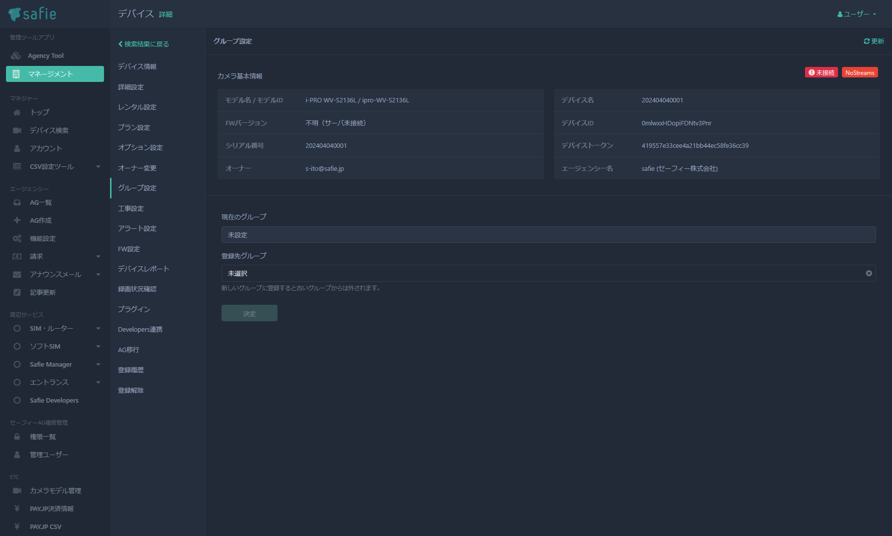 safie
デバイス 詳細
ユーザー
管理ツールアプリ
Agency Tool
マネージメント
マネジャー
トップ
デバイス検索
アカウント
CSV設定ツール
エージェンシー
AG一覧
AG作成
機能設定
請求
アナウンスメール
記事更新
周辺サービス
SIM・ルーター
ソフトSIM
Safie Manager
エントランス
Safie Developers
セーフィーAG権限管理
権限一覧
管理ユーザー
ETC
カメラモデル管理
PAY.JP決済情報
PAY.JP CSV
検索結果に戻る
デバイス情報
詳細設定
レンタル設定
プラン設定
オプション設定
オーナー変更
グループ設定
工事設定
アラート設定
FW設定
デバイスレポート
録画状況確認
プラグイン
Developers連携
AG移行
登録履歴
登録解除
グループ設定
更新
カメラ基本情報
未接続
NoStreams
モデル名 / モデルID
i-PRO WV-S2136L / ipro-WV-S2136L
FWバージョン
不明（サーバ未接続）
シリアル番号
202404040001
オーナー
s-ito@safie.jp
デバイス名
202404040001
デバイスID
デバイストークン
419557e33cee4a21bb44ec58fe36cc39
エージェンシー名
safie (セーフィー株式会社)
現在のグループ
未設定
登録先グループ
未選択
新しいグループに登録すると古いグループからは外されます。
決定